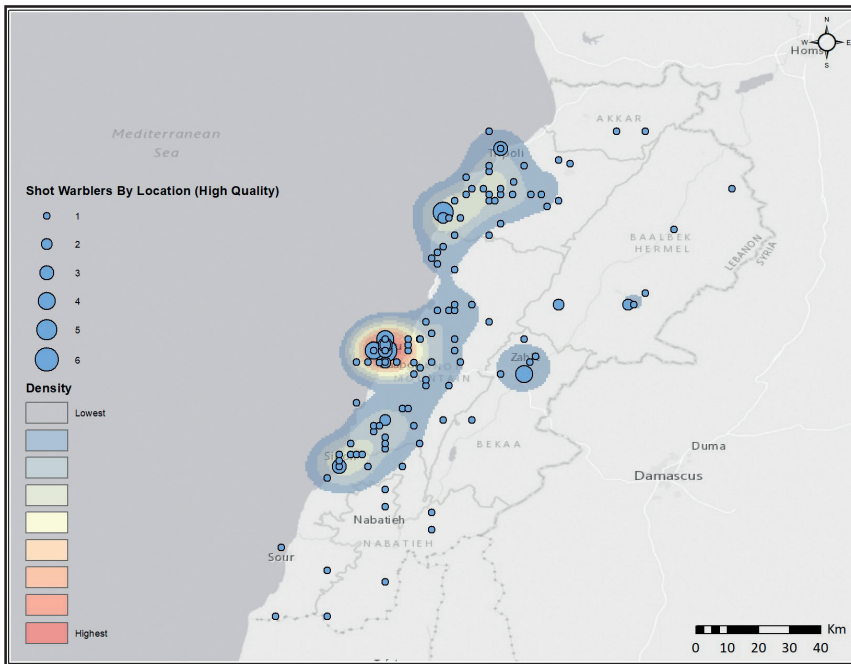 N
W
E
S
Homs
AKKAR
Mediterranean
Sea
Tripoli
Shot Warblers By Location (High Quality)
1
2
3
4
5
6
BAALBEK
HERMEL
LEBANON
SYRIA
Density
Lowest
Highest
BEKAA
Duma
Damascus
Nabatieh
NABATIEH
Sour
Km
0 10 20 30 40